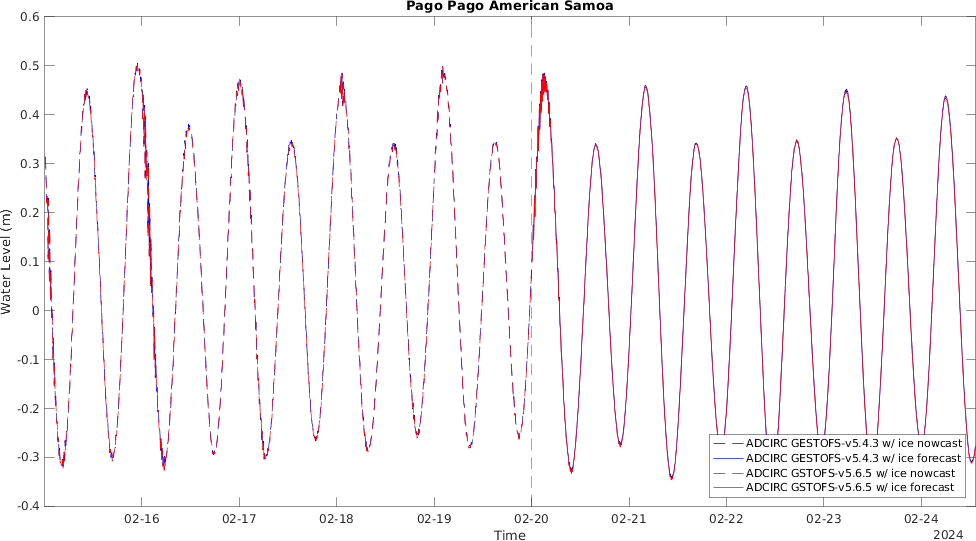 Pago Pago American Samoa
0.6
0.5
0.4
0.3
0.2
0.1
0
-0.1
-0.2
-0.3
-0.4
Water Level (m)
ADCIRC GESTOFS-v5.4.3 w/ ice nowcast
ADCIRC GESTOFS-v5.4.3 w/ ice forecast
ADCIRC GSTOFS-v5.6.5 w/ ice nowcast
ADCIRC GSTOFS-v5.6.5 w/ ice forecast
02-16 02-17 02-18 02-19 02-20 02-21 02-22 02-23 02-24
Time
2024